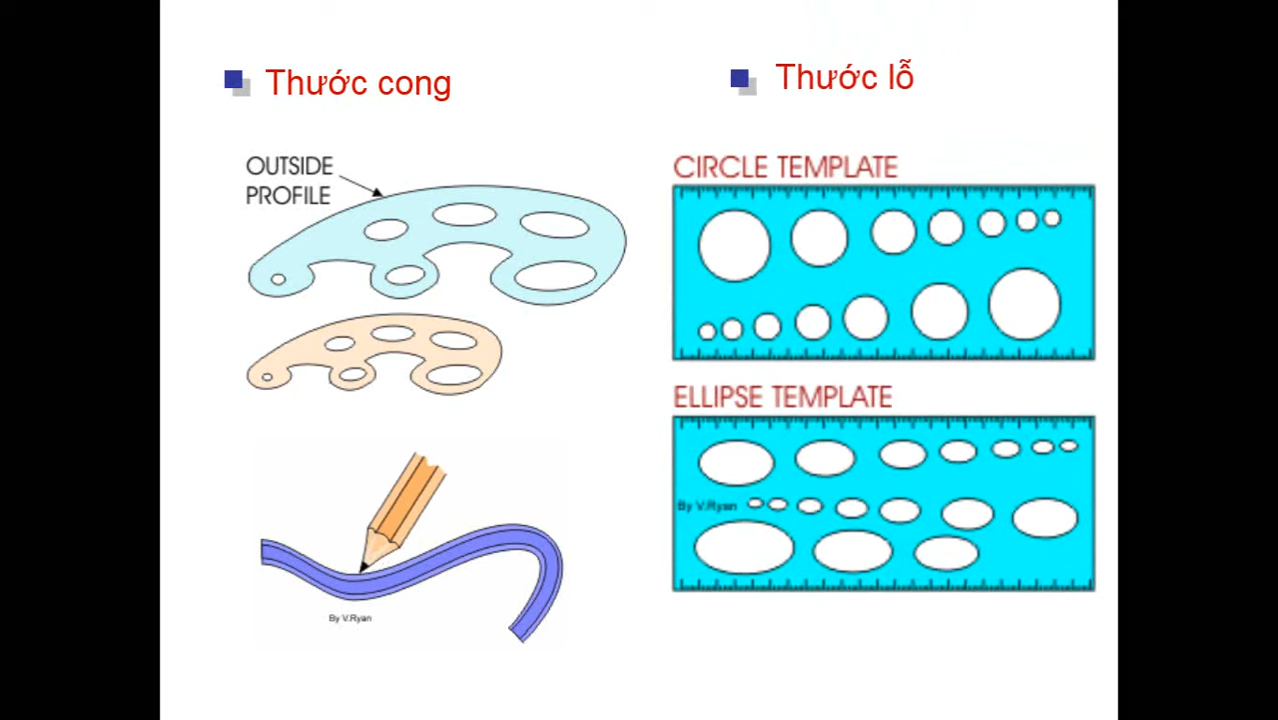 Thước cong
Thước lỗ
OUTSIDE
PROFILE
CIRCLE TEMPLATE
ELLIPSE TEMPLATE
By V.Ryan
By V.Ryan